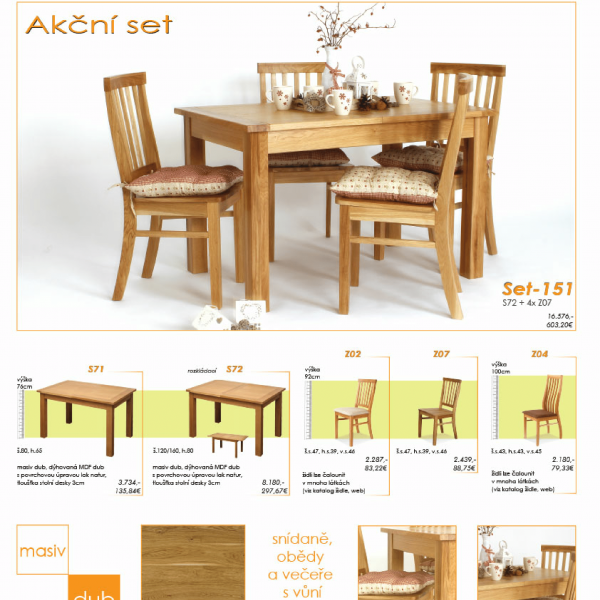 Akční set
Set-151
S72 + 4x Z07
16.576,-
603,20€
S71
výška
76cm
š.80, h.65
masiv dub, dýhovaná MDF dub
s povrchovou úpravou lak natur,
tloušťka stolní desky 3cm
3.734,-
135,84€
rozkládací S72
š.120/160, h.80
masiv dub, dýhovaná MDF dub
s povrchovou úpravou lak natur,
tloušťka stolní desky 3cm
8.180,-
297,67€
Z02
výška
92cm
š.s.47, h.s.39, v.s.46
2.287,-
83,22€
židli lze čalounit
v mnoha látkách
(viz katalog židle, web)
Z07
š.s.47, h.s.39, v.s.46
2.439,-
88,75€
Z04
výška
100cm
š.s.43, h.s.43, v.s.45
2.180,-
79,33€
židli lze čalounit
v mnoha látkách
(viz katalog židle, web)
masiv
dub
snídaně,
obědy
a večeře
s vůní